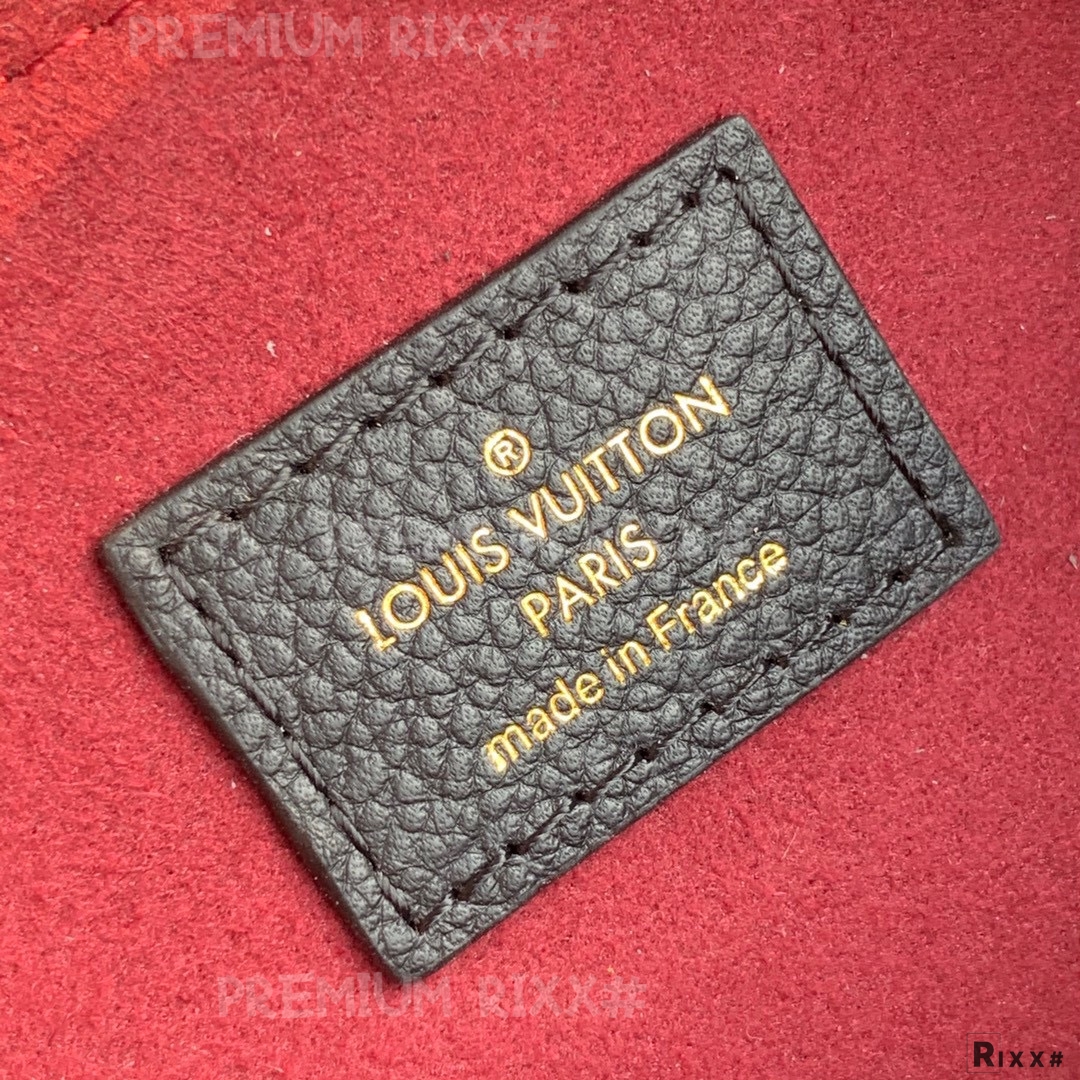 PREMIUM RIXX#
®
LOUIS VUITTON
PARIS
made in France
PREMIUM RIXX#
RIXX#